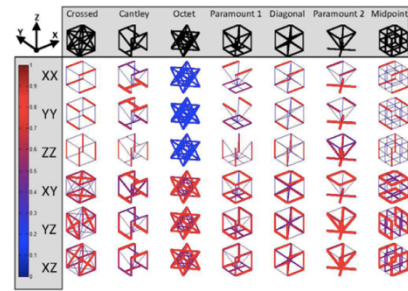 Z
Y X
Crossed Cantley Octet Paramount 1 Diagonal Paramount 2 Midpoint
1
0.9
0.8
0.7
0.6
0.5
0.4
0.3
0.2
0.1
0
XX
YY
ZZ
XY
YZ
XZ